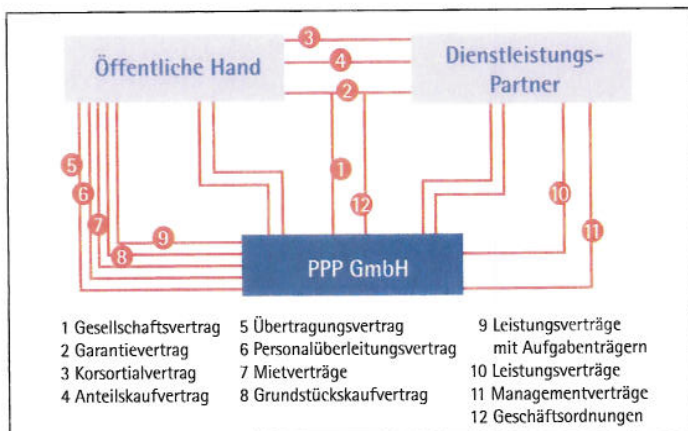 3
Öffentliche Hand
4
Dienstleistungs-
Partner
2
5
1
6
12
10
7
9
11
8
PPP GmbH
1 Gesellschaftsvertrag
2 Garantievertrag
3 Korsortialvertrag
4 Anteilskaufvertrag
5 Übertragungsvertrag
6 Personalüberleitungsvertrag
7 Mietverträge
8 Grundstückskaufvertrag
9 Leistungsverträge
mit Aufgabenträgern
10 Leistungsverträge
11 Managementverträge
12 Geschäftsordnungen